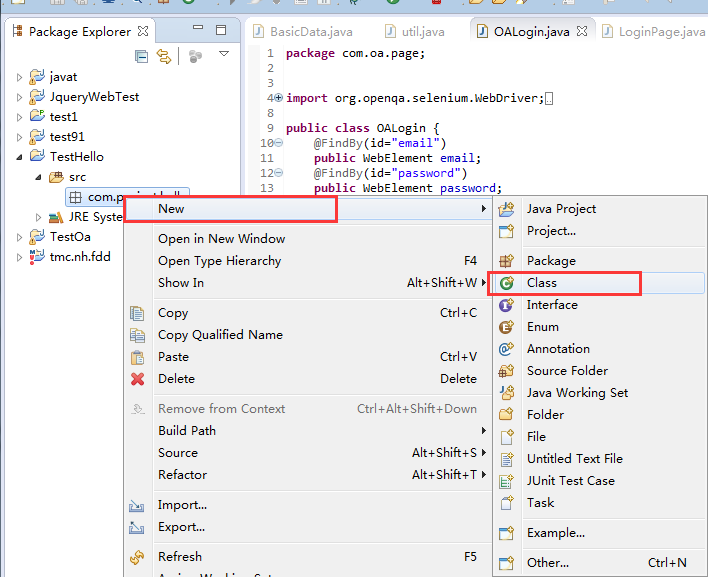 Package Explorer
BasicData.java
util.java
OALogin.java
LoginPage.java
javat
JqueryWebTest
test1
test91
TestHello
src
JRE Syste
TestOa
tmc.nh.fdd
1 package com.oa.page;
2
3
4 import org.openqa.selenium.WebDriver;
8
9 public class OALogin {
10 @FindBy(id="email")
11 public WebElement email;
12 @FindBy(id="password")
13 public WebElement password;
New
Open in New Window
Open Type Hierarchy F4
Show In Alt+Shift+W
Copy Ctrl+C
Copy Qualified Name
Paste Ctrl+V
Delete Delete
Remove from Context Ctrl+Alt+Shift+Down
Build Path
Source Alt+Shift+S
Refactor Alt+Shift+T
Import...
Export...
Refresh F5
Java Project
Project...
Package
Class
Interface
Enum
Annotation
Source Folder
Java Working Set
Folder
File
Untitled Text File
JUnit Test Case
Task
Example...
Other... Ctrl+N